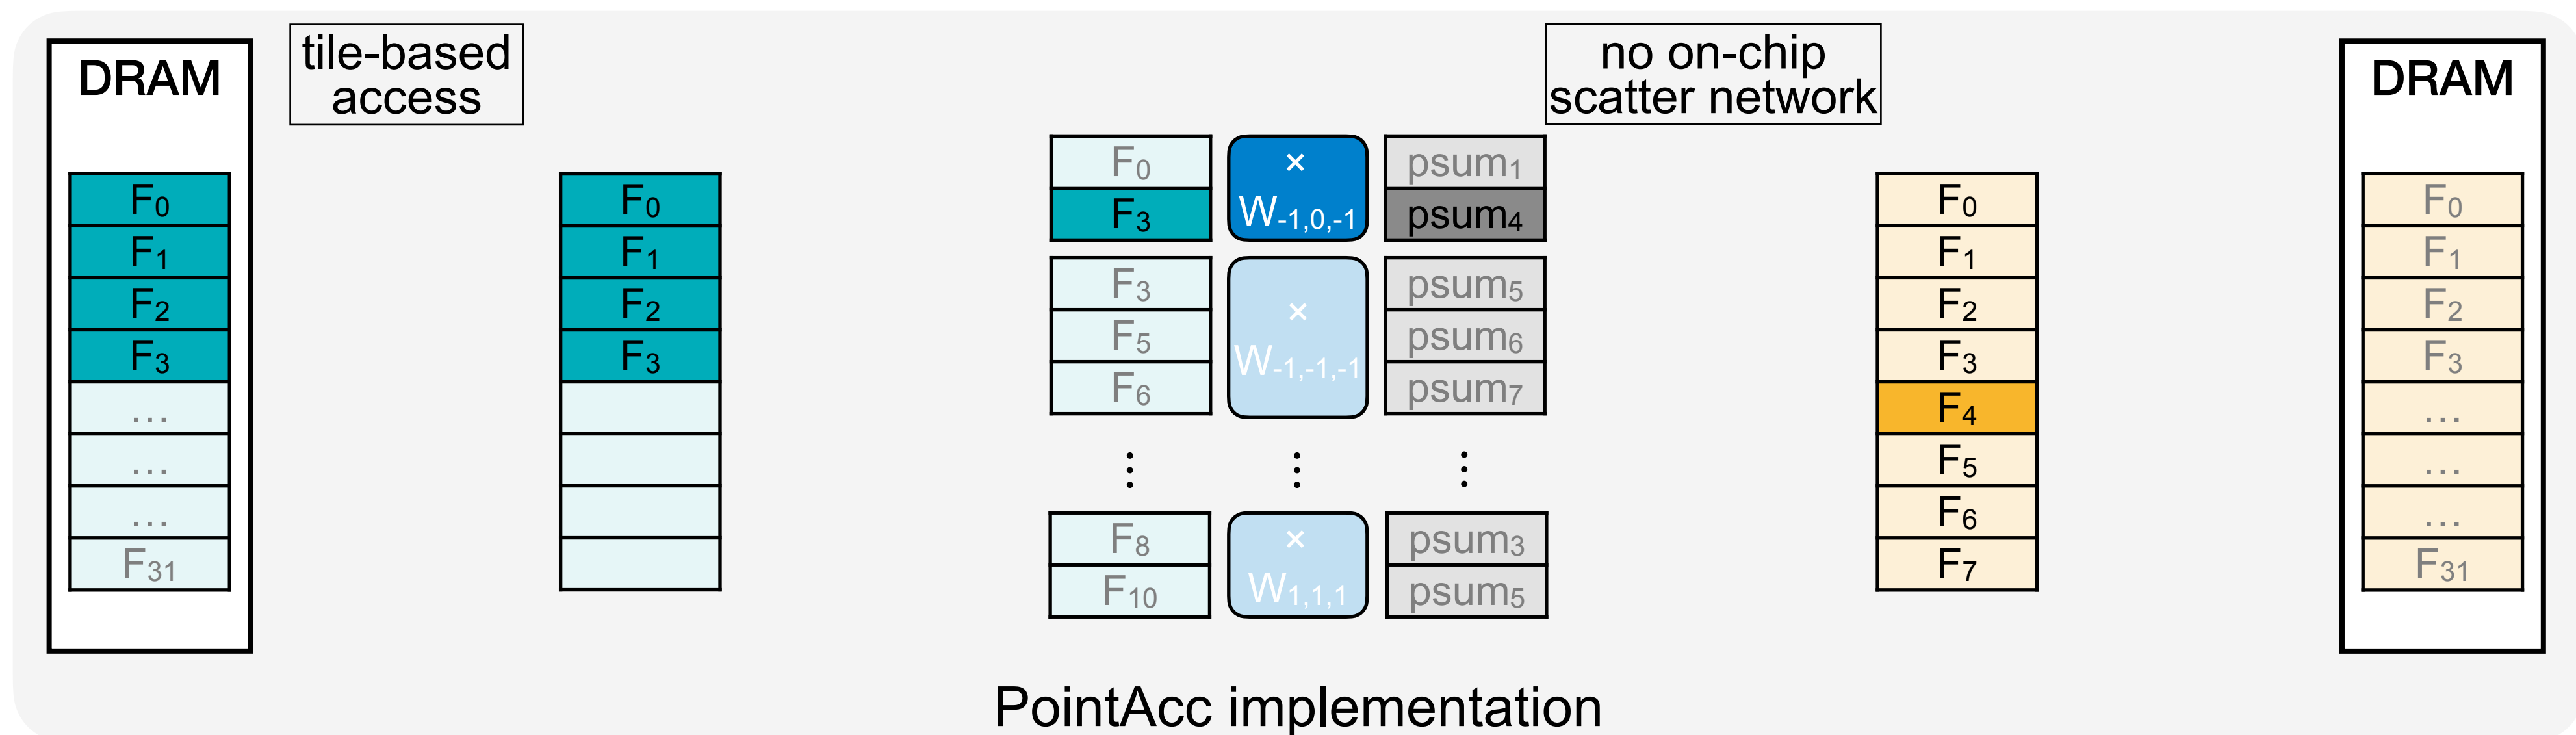 DRAM
F0
F1
F2
F3
...
...
...
F31
tile-based
access
F0
F1
F2
F3
F0
F3
×
W-1,0,-1
psum1
psum4
F3
F5
F6
×
W-1,-1,-1
psum5
psum6
psum7
⋮ ⋮ ⋮
F8
F10
×
W1,1,1
psum3
psum5
no on-chip
scatter network
F0
F1
F2
F3
F4
F5
F6
F7
DRAM
F0
F1
F2
F3
...
...
...
F31
PointAcc implementation